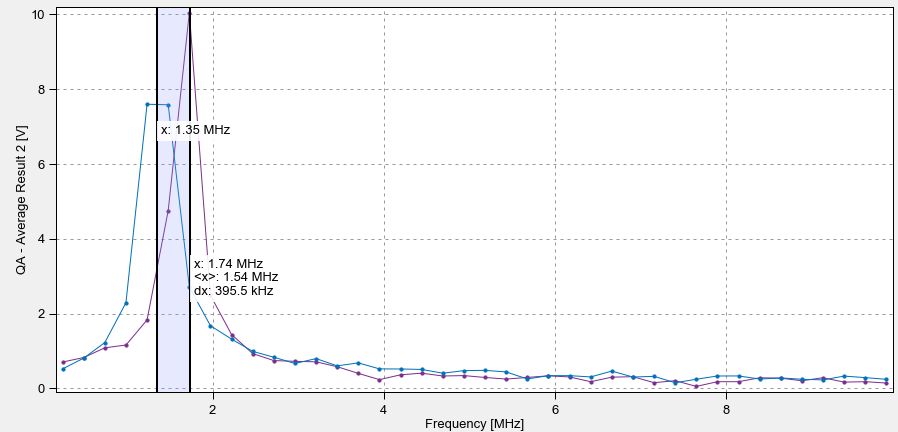 10
8
x: 1.35 MHz
6
QA - Average Result 2 [V]
4
x: 1.74 MHz
<x>: 1.54 MHz
dx: 395.5 kHz
2
0
2 4 6 8
Frequency [MHz]